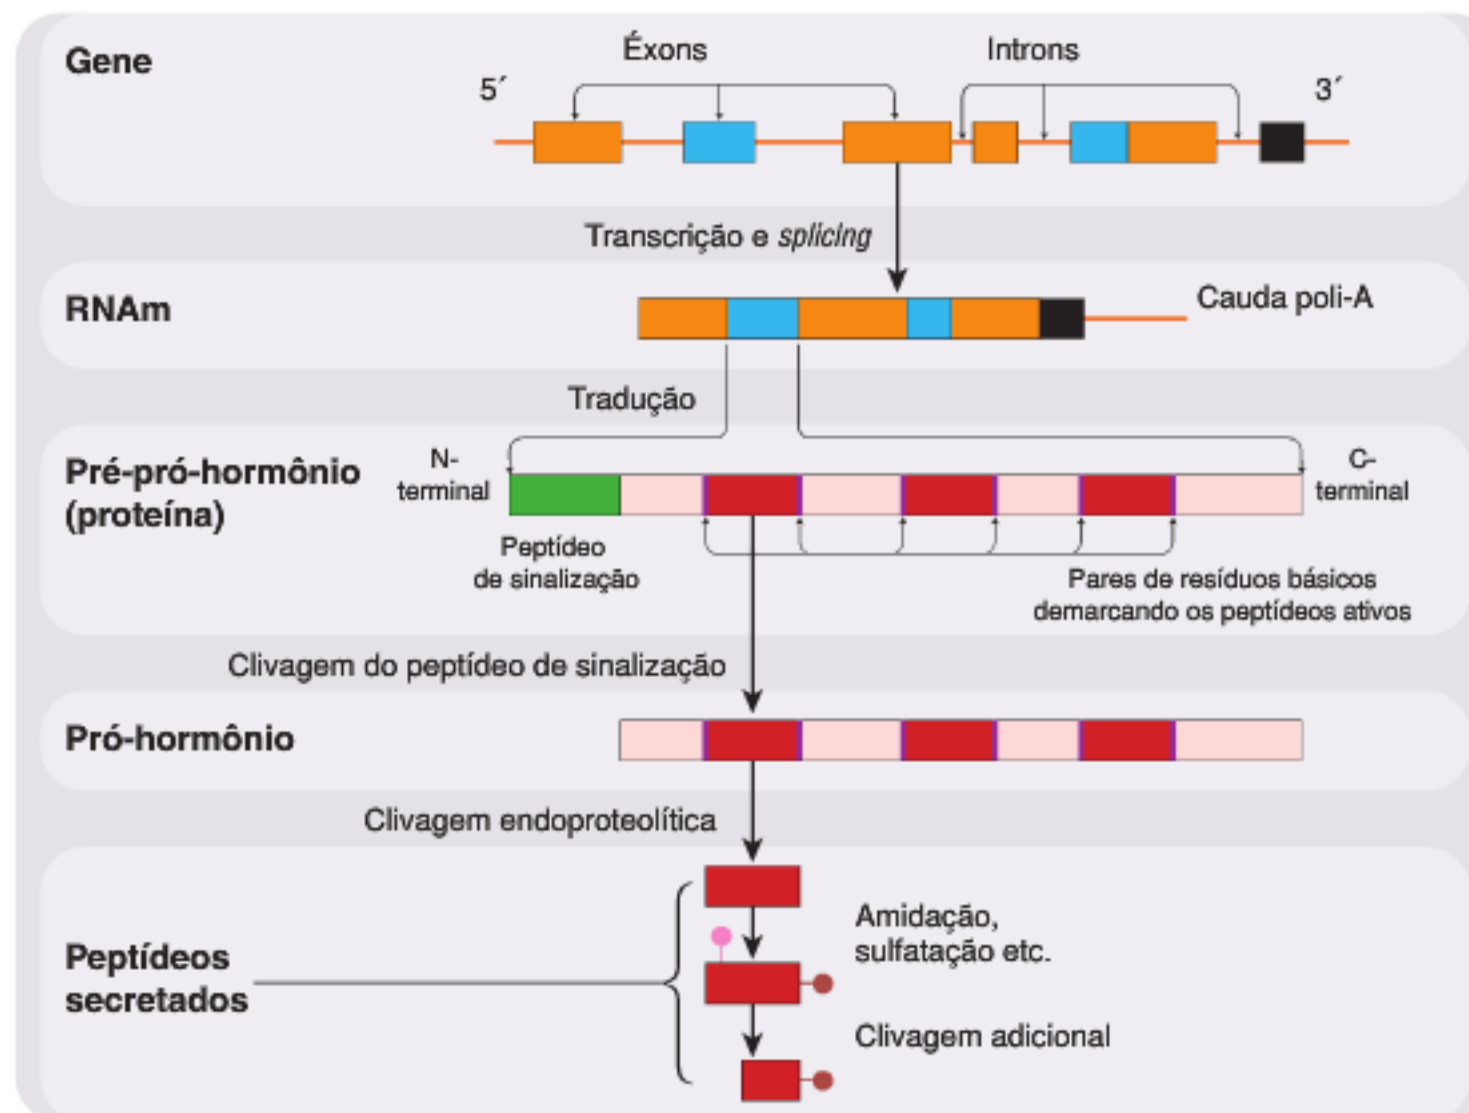 Gene
Éxons
Introns
5´
3´
Transcrição e splicing
RNAm
Cauda poli-A
Tradução
Pré-pró-hormônio
(proteína)
N-
terminal
C-
terminal
Peptídeo
de sinalização
Pares de resíduos básicos
demarcando os peptídeos ativos
Clivagem do peptídeo de sinalização
Pró-hormônio
Clivagem endoproteolítica
Peptídeos
secretados
Amidação,
sulfatação etc.
Clivagem adicional